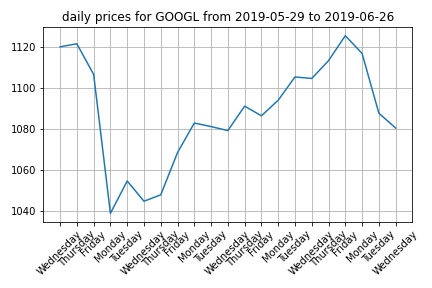 daily prices for GOOGL from 2019-05-29 to 2019-06-26
1120
1100
1080
1060
1040
Wednesday
Thursday
Friday
Monday
Tuesday
Wednesday
Thursday
Friday
Monday
Tuesday
Wednesday
Thursday
Friday
Monday
Tuesday
Wednesday
Thursday
Friday
Monday
Tuesday
Wednesday